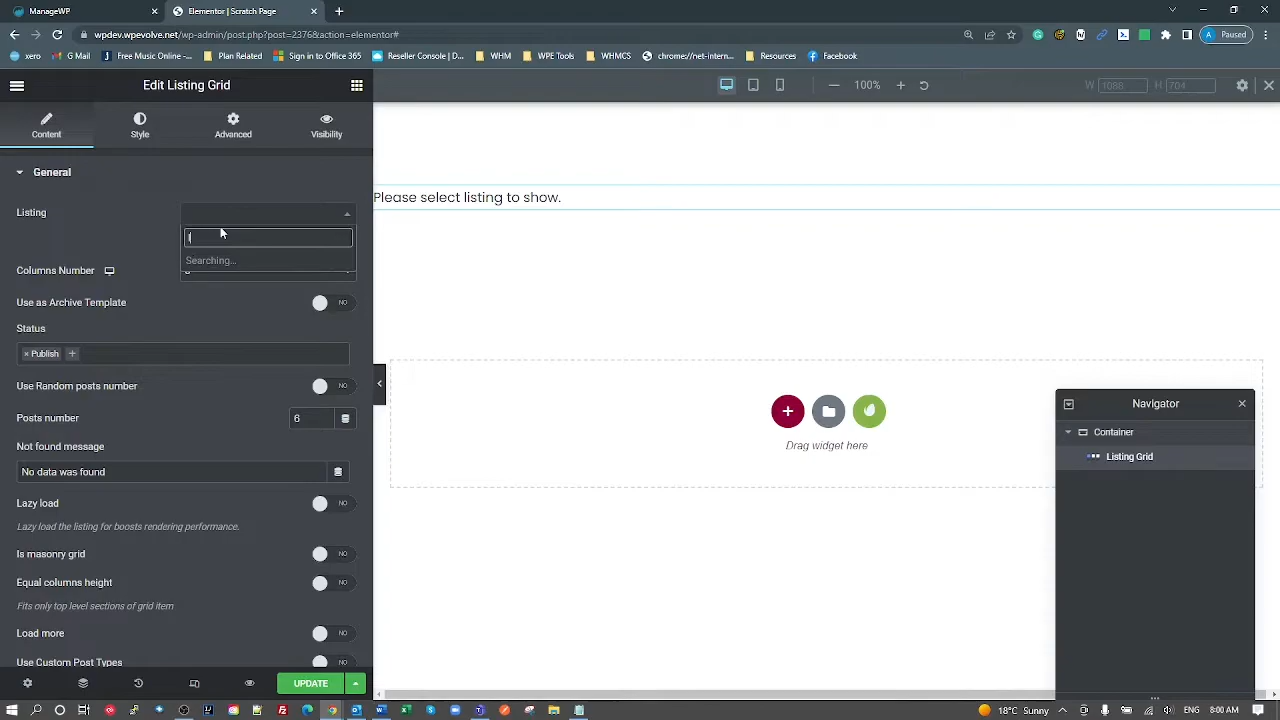 ManageWP
Elementor | Switch Page
wpdev.wpevolve.net/wp-admin/post.php?post=2276&action=elementor#
Paused
xero
G Mail
Free Music Online -...
Plan Related
Sign in to Office 365
Reseller Console | D...
WHM
WPE Tools
WHMCS
chrome://net-intern...
Resources
Facebook
Edit Listing Grid
100%
W 1088
H 704
Content
Style
Advanced
Visibility
General
Listing
Searching...
Columns Number
Use as Archive Template
NO
Status
× Publish +
Use Random posts number
NO
Posts number
6
Not found message
No data was found
Lazy load
NO
Lazy load the listing for boosts rendering performance.
Is masonry grid
NO
Equal columns height
NO
Fits only top level sections of grid item
Load more
NO
Use Custom Post Types
NO
UPDATE
Please select listing to show.
Drag widget here
Navigator
Container
Listing Grid
18°C Sunny
ENG
8:00 AM